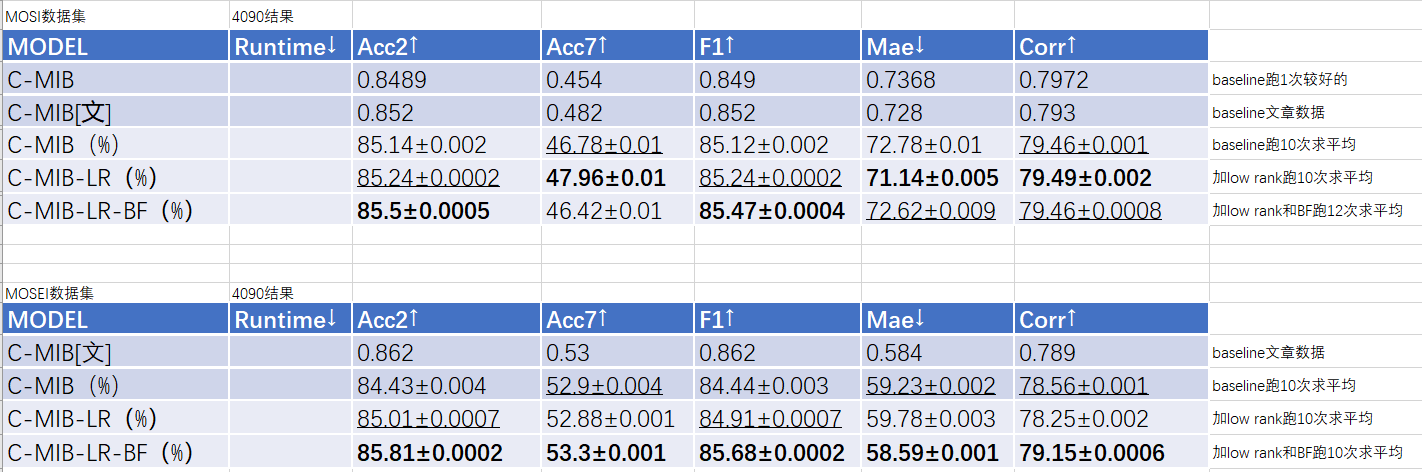 MOSI数据集 4090结果
MODEL Runtime↓ Acc2↑ Acc7↑ F1↑ Mae↓ Corr↑
C-MIB 0.8489 0.454 0.849 0.7368 0.7972 baseline跑1次较好的
C-MIB[文] 0.852 0.482 0.852 0.728 0.793 baseline文章数据
C-MIB（%） 85.14±0.002 46.78±0.01 85.12±0.002 72.78±0.01 79.46±0.001 baseline跑10次求平均
C-MIB-LR（%） 85.24±0.0002 47.96±0.01 85.24±0.0002 71.14±0.005 79.49±0.002 加low rank跑10次求平均
C-MIB-LR-BF（%） 85.5±0.0005 46.42±0.01 85.47±0.0004 72.62±0.009 79.46±0.0008 加low rank和BF跑12次求平均
MOSEI数据集 4090结果
MODEL Runtime↓ Acc2↑ Acc7↑ F1↑ Mae↓ Corr↑
C-MIB[文] 0.862 0.53 0.862 0.584 0.789 baseline文章数据
C-MIB（%） 84.43±0.004 52.9±0.004 84.44±0.003 59.23±0.002 78.56±0.001 baseline跑10次求平均
C-MIB-LR（%） 85.01±0.0007 52.88±0.001 84.91±0.0007 59.78±0.003 78.25±0.002 加low rank跑10次求平均
C-MIB-LR-BF（%） 85.81±0.0002 53.3±0.001 85.68±0.0002 58.59±0.001 79.15±0.0006 加low rank和BF跑10次求平均